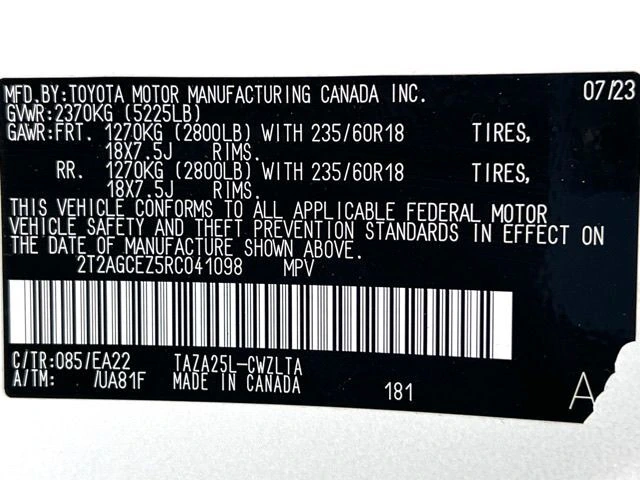 MFD.BY:TOYOTA MOTOR MANUFACTURING CANADA INC. 07/23
GVWR:2370KG (5225LB)
GAWR:FRT. 1270KG (2800LB) WITH 235/60R18 TIRES,
18X7.5J RIMS.
RR. 1270KG (2800LB) WITH 235/60R18 TIRES,
18X7.5J RIMS.
THIS VEHICLE CONFORMS TO ALL APPLICABLE FEDERAL MOTOR
VEHICLE SAFETY AND THEFT PREVENTION STANDARDS IN EFFECT ON
THE DATE OF MANUFACTURE SHOWN ABOVE.
2T2AGCEZ5RC041098 MPV
C/TR:085/EA22 TAZA25L-CWZLTA
A/TM: /UA81F MADE IN CANADA 181 A